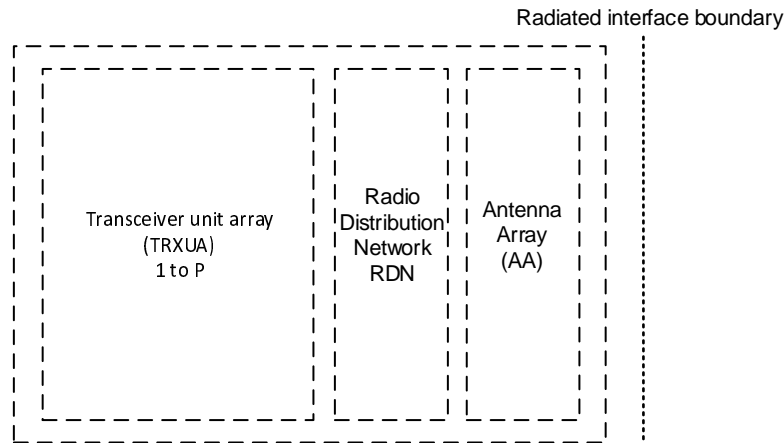 Radiated interface boundary
Transceiver unit array
(TRXUA)
1 to P
Radio
Distribution
Network
RDN
Antenna
Array
(AA)